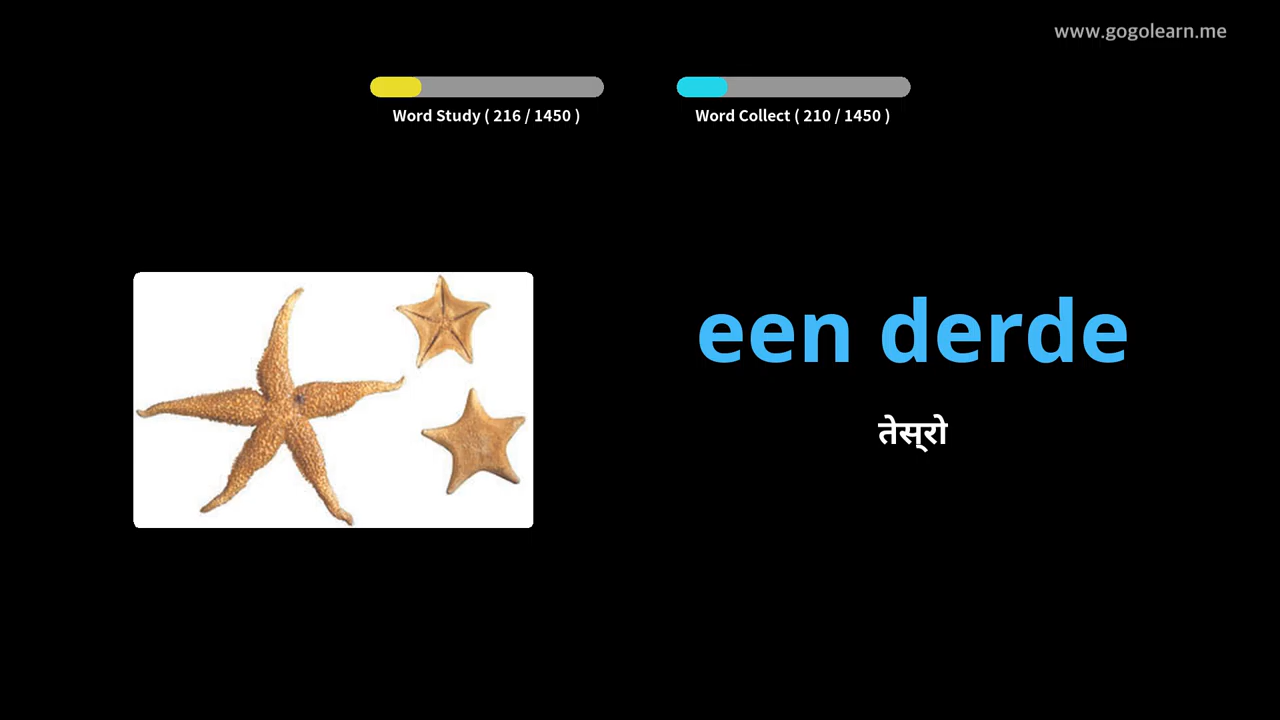 www.gogolearn.me
Word Study ( 216 / 1450 )
Word Collect ( 210 / 1450 )
een derde
तेस्रो